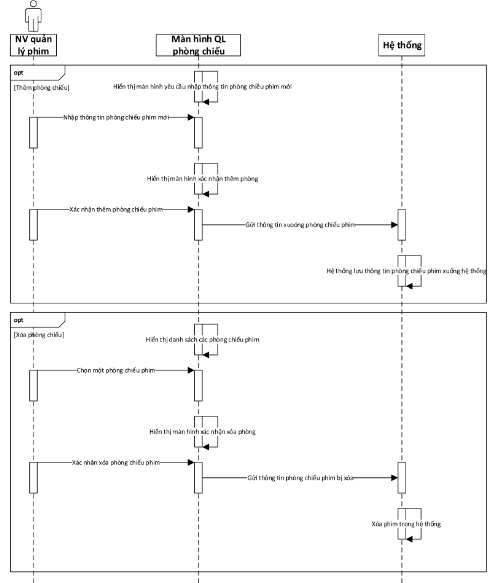 NV quản
lý phim
Màn hình QL
phòng chiếu
Hệ thống
opt
[Thêm phòng chiếu]
Hiển thị màn hình yêu cầu nhập thông tin phòng chiếu phim mới
Nhập thông tin phòng chiếu phim mới
Hiển thị màn hình xác nhận thêm phòng
Xác nhận thêm phòng chiếu phim
Gửi thông tin xuoóng phòng chiếu phim
Hệ thống lưu thông tin phòng chiếu phim xuống hệ thống
opt
[Xóa phòng chiếu]
Hiển thị danh sách các phòng chiếu phim
Chọn một phòng chiếu phim
Hiển thị màn hình xác nhận xóa phòng
Xác nhận xóa phòng chiếu phim
Gửi thông tin phòng chiếu phim bị xóa
Xóa phim trong hệ thống